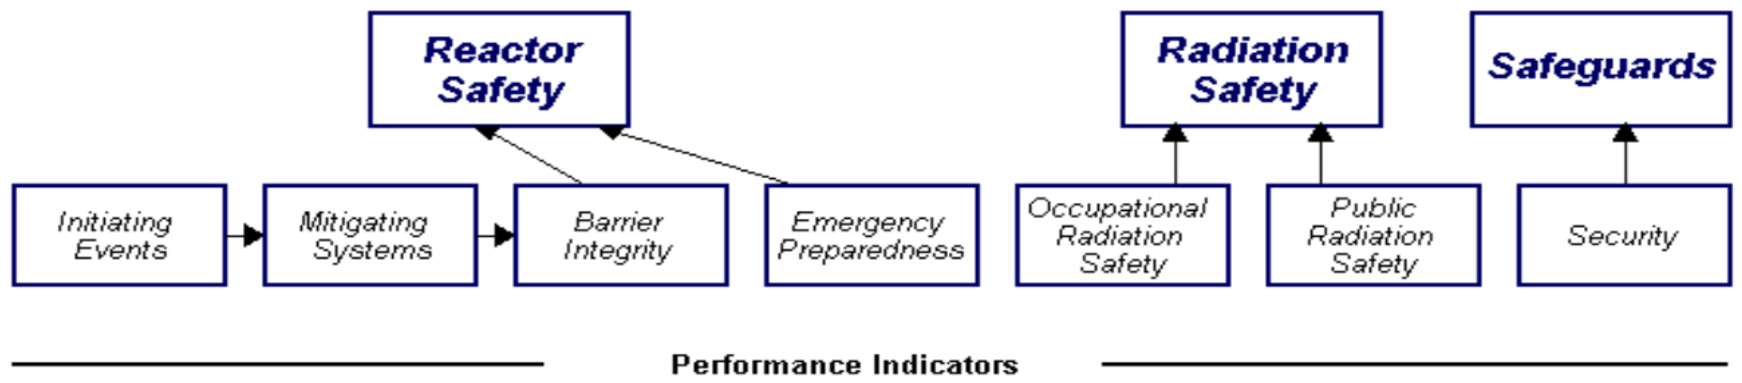 Reactor
Safety
Radiation
Safety
Safeguards
Initiating
Events
Mitigating
Systems
Barrier
Integrity
Emergency
Preparedness
Occupational
Radiation
Safety
Public
Radiation
Safety
Security
Performance Indicators